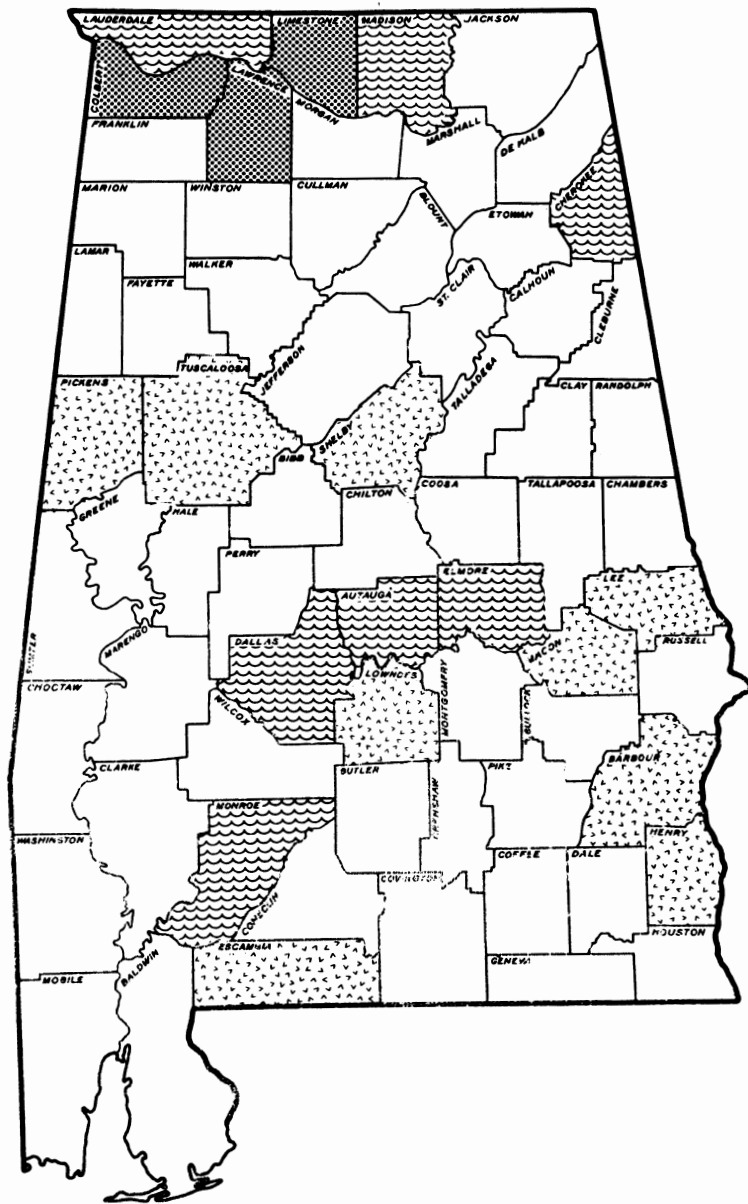 LAUDERDALE
LIMESTONE
MADISON
JACKSON
COLBERT
LAWRENCE
MORGAN
FRANKLIN
MARSHALL
DE KALB
MARION
WINSTON
CULLMAN
BLOUNT
ETOWAH
CHEROKEE
LAMAR
WALKER
FAYETTE
ST. CLAIR
CALHOUN
CLEBURNE
JEFFERSON
TUSCALOOSA
PICKENS
TALLADEGA
CLAY
RANDOLPH
SHELBY
BIBB
GREENE
HALE
CHILTON
COOSA
TALLAPOOSA
CHAMBERS
PERRY
ELMORE
LEE
AUTAUGA
SUMTER
MARENGO
DALLAS
MACON
RUSSELL
LOWNDES
MONTGOMERY
BULLOCK
CHOCTAW
WILCOX
CLARKE
BUTLER
CRENSHAW
PIKE
BARBOUR
MONROE
WASHINGTON
HENRY
COFFEE
DALE
COVINGTON
CONECUH
ESCAMBIA
HOUSTON
GENEVA
MOBILE
BALDWIN